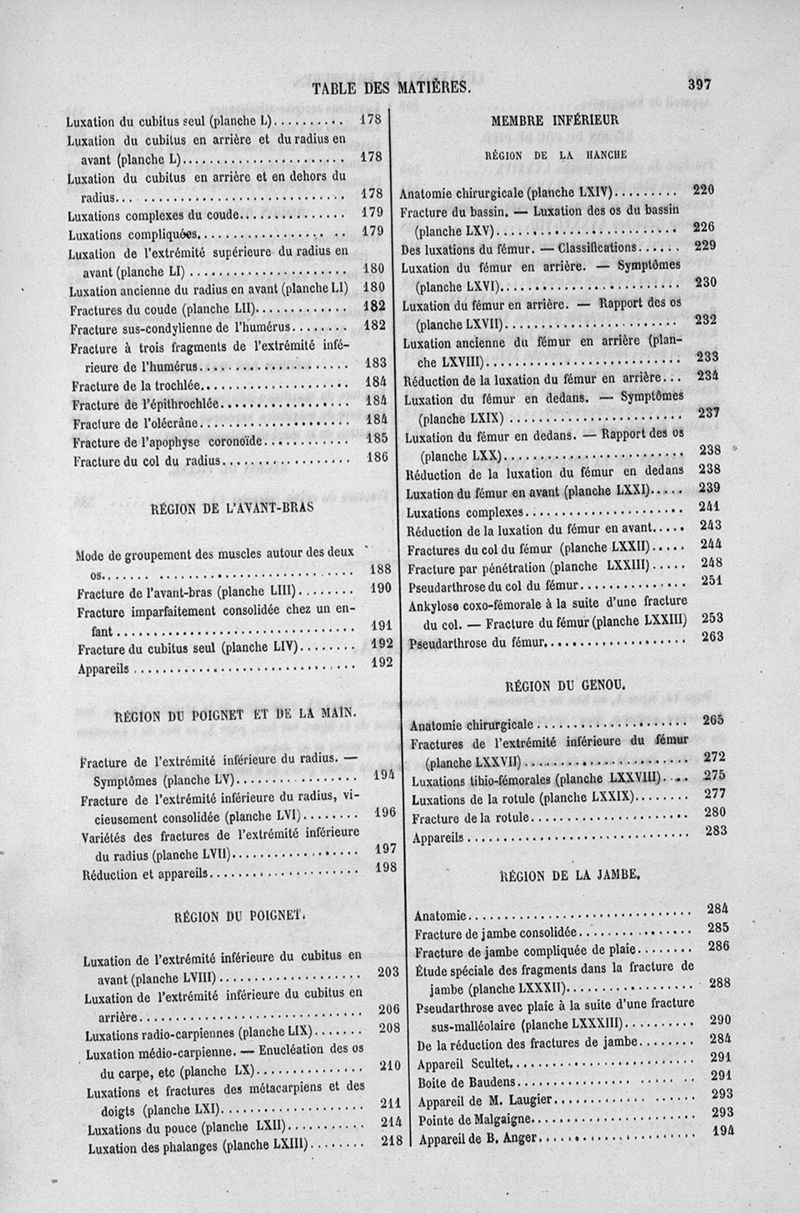 TABLE DES MATIÈRES. 397
Luxation du cubitus seul (planche L).......... 178
Luxation du cubitus en arrière et du radius en
avant (planche L)....................... 178
Luxation du cubitus en arrière et en dehors du
radius................................. 178
Luxations complexes du coude............... 179
Luxations compliquées..................... 179
Luxation de l'extrémité supérieure du radius en
avant (planche LI) ...................... 180
Luxation ancienne du radius en avant (planche LI) 180
Fractures du coude (planche LII)............. 182
Fracture sus-condylienne de l'humérus........ 182
Fracture à trois fragments de l'extrémité infé-
rieure de l'humérus..................... 183
Fracture de la trochlée..................... 184
Fracture de l'épithrochlée................... 184
Fracture de l'olécrâne...................... 184
Fracture de l'apophyse coronoïde............ 185
Fracture du col du radius................... 186
RÉGION DE L'AVANT-BRAS
Mode de groupement des muscles autour des deux
os..................................... 188
Fracture de l'avant-bras (planche LIII)........ 190
Fracture imparfaitement consolidée chez un en-
fant................................... 191
Fracture du cubitus seul (planche LIV)........ 192
Appareils ............................... 192
RÉGION DU POIGNET ET DE LA MAIN.
Fracture de l'extrémité inférieure du radius. —
Symptômes (planche LV)................. 194
Fracture de l'extrémité inférieure du radius, vi-
cieusement consolidée (planche LVI)........ 196
Variétés des fractures de l'extrémité inférieure
du radius (planche LVII).................. 197
Réduction et appareils..................... 198
RÉGION DU POIGNET.
Luxation de l'extrémité inférieure du cubitus en
avant (planche LVIII).................... 203
Luxation de l'extrémité inférieure du cubitus en
arrière................................ 206
Luxations radio-carpiennes (planche LIX)....... 208
Luxation médio-carpienne. — Enucléation des os
du carpe, etc (planche LX)............... 210
Luxations et fractures des métacarpiens et des
doigts (planche LXI).................... 211
Luxations du pouce (planche LXII)........... 214
Luxation des phalanges (planche LXIII)........ 218
MEMBRE INFÉRIEUR
RÉGION DE LA HANCHE
Anatomie chirurgicale (planche LXIV)......... 220
Fracture du bassin. — Luxation des os du bassin
(planche LXV).......................... 226
Des luxations du fémur. — Classifications...... 229
Luxation du fémur en arrière. — Symptômes
(planche LXVI)......................... 230
Luxation du fémur en arrière. — Rapport des os
(planche LXVII)........................ 232
Luxation ancienne du fémur en arrière (plan-
che LXVIII)............................ 233
Réduction de la luxation du fémur en arrière... 234
Luxation du fémur en dedans. — Symptômes
(planche LXIX) ........................ 237
Luxation du fémur en dedans. — Rapport des os
(planche LXX)......................... 238
Réduction de la luxation du fémur en dedans 238
Luxation du fémur en avant (planche LXXI)..... 239
Luxations complexes....................... 241
Réduction de la luxation du fémur en avant..... 243
Fractures du col du fémur (planche LXXII)..... 244
Fracture par pénétration (planche LXXIII)..... 248
Pseudarthrose du col du fémur............... 251
Ankylose coxo-fémorale à la suite d'une fracture
du col. — Fracture du fémur (planche LXXIII) 253
Pseudarthrose du fémur.................... 263
RÉGION DU GENOU.
Anatomie chirurgicale ..................... 265
Fractures de l'extrémité inférieure du fémur
(planche LXXVII)....................... 272
Luxations tibio-fémorales (planche LXXVIII).... 275
Luxations de la rotule (planche LXXIX)........ 277
Fracture de la rotule....................... 280
Appareils................................ 283
RÉGION DE LA JAMBE.
Anatomie................................ 284
Fracture de jambe consolidée................ 285
Fracture de jambe compliquée de plaie........ 286
Étude spéciale des fragments dans la fracture de
jambe (planche LXXXII).................. 288
Pseudarthrose avec plaie à la suite d'une fracture
sus-malléolaire (planche LXXXIII).......... 290
De la réduction des fractures de jambe........ 284
Appareil Scultet.......................... 291
Boite de Baudens......................... 291
Appareil de M. Laugier..................... 293
Pointe de Malgaigne....................... 293
Appareil de B. Anger...................... 194